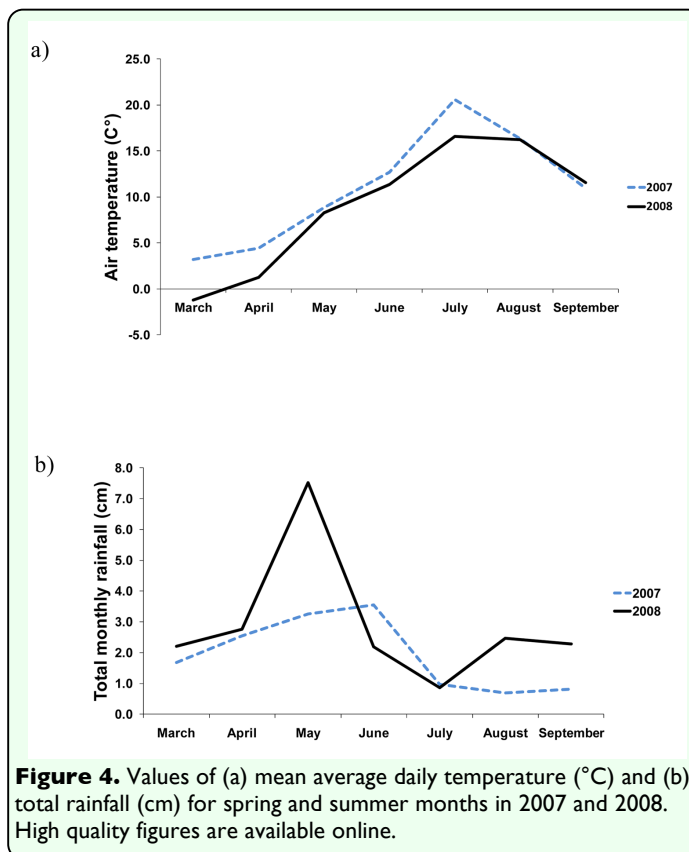 a)
Air temperature (C°)
25.0
20.0
15.0
10.0
5.0
0.0
-5.0
March April May June July August September
2007
2008
b)
Total monthly rainfall (cm)
8.0
7.0
6.0
5.0
4.0
3.0
2.0
1.0
0.0
March April May June July August September
2007
2008
Figure 4. Values of (a) mean average daily temperature (°C) and (b)
total rainfall (cm) for spring and summer months in 2007 and 2008.
High quality figures are available online.